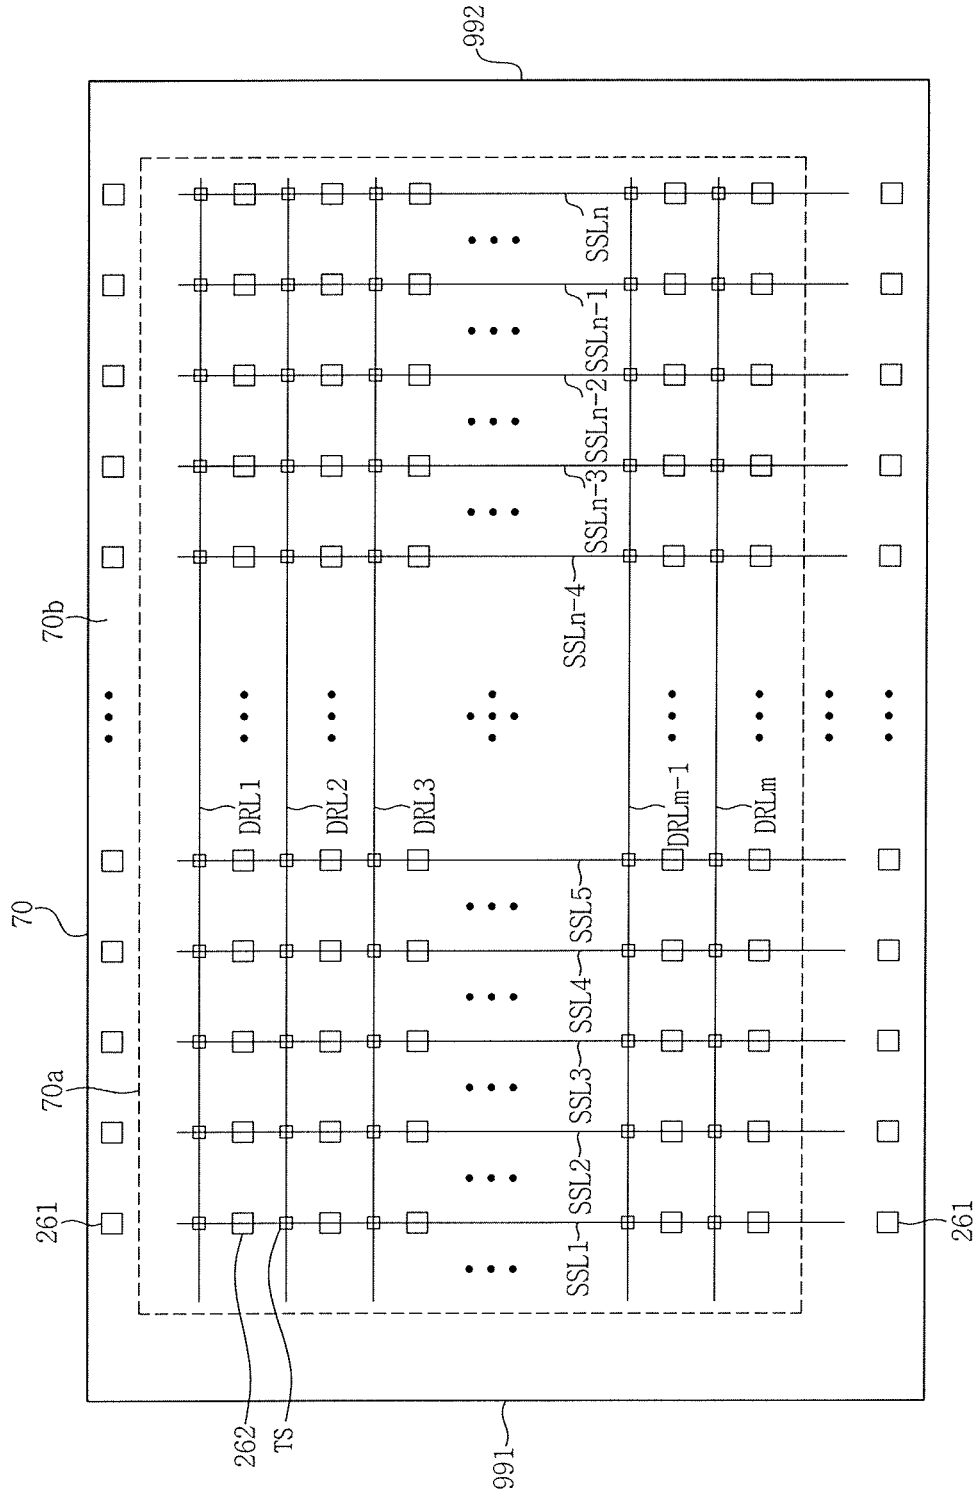 70
70a
70b
261
DRL1
DRL2
DRL3
DRLm-1
DRLm
SSL1
SSL2
SSL3
SSL4
SSL5
SSLn-4
SSLn-3
SSLn-2
SSLn-1
SSLn
262
TS
261
991
992